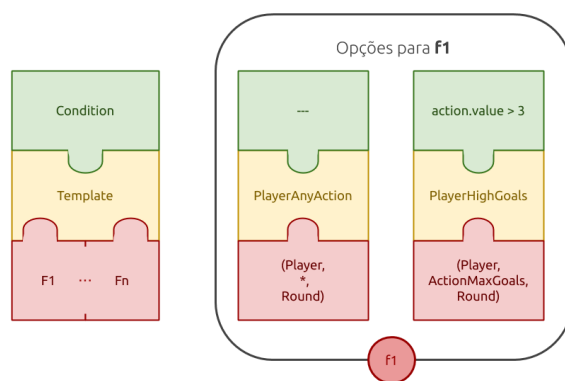 Opções para f1
Condition
Template
F1 ... Fn
---
PlayerAnyAction
(Player,
*,
Round)
action.value > 3
PlayerHighGoals
(Player,
ActionMaxGoals,
Round)
f1